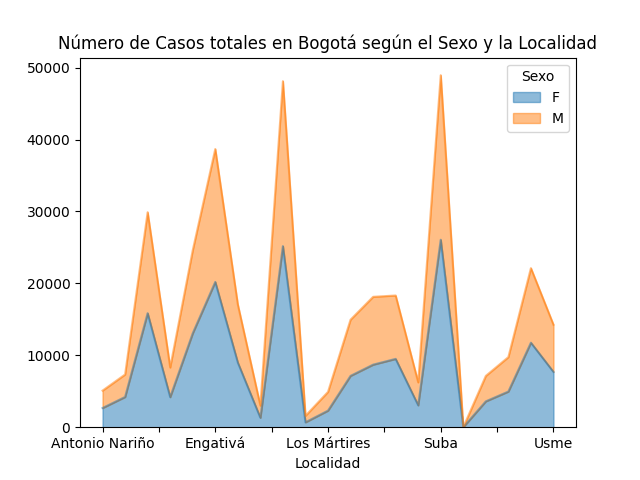 Número de Casos totales en Bogotá según el Sexo y la Localidad
Sexo
F
M
50000
40000
30000
20000
10000
0
Antonio Nariño Engativá Los Mártires Suba Usme
Localidad